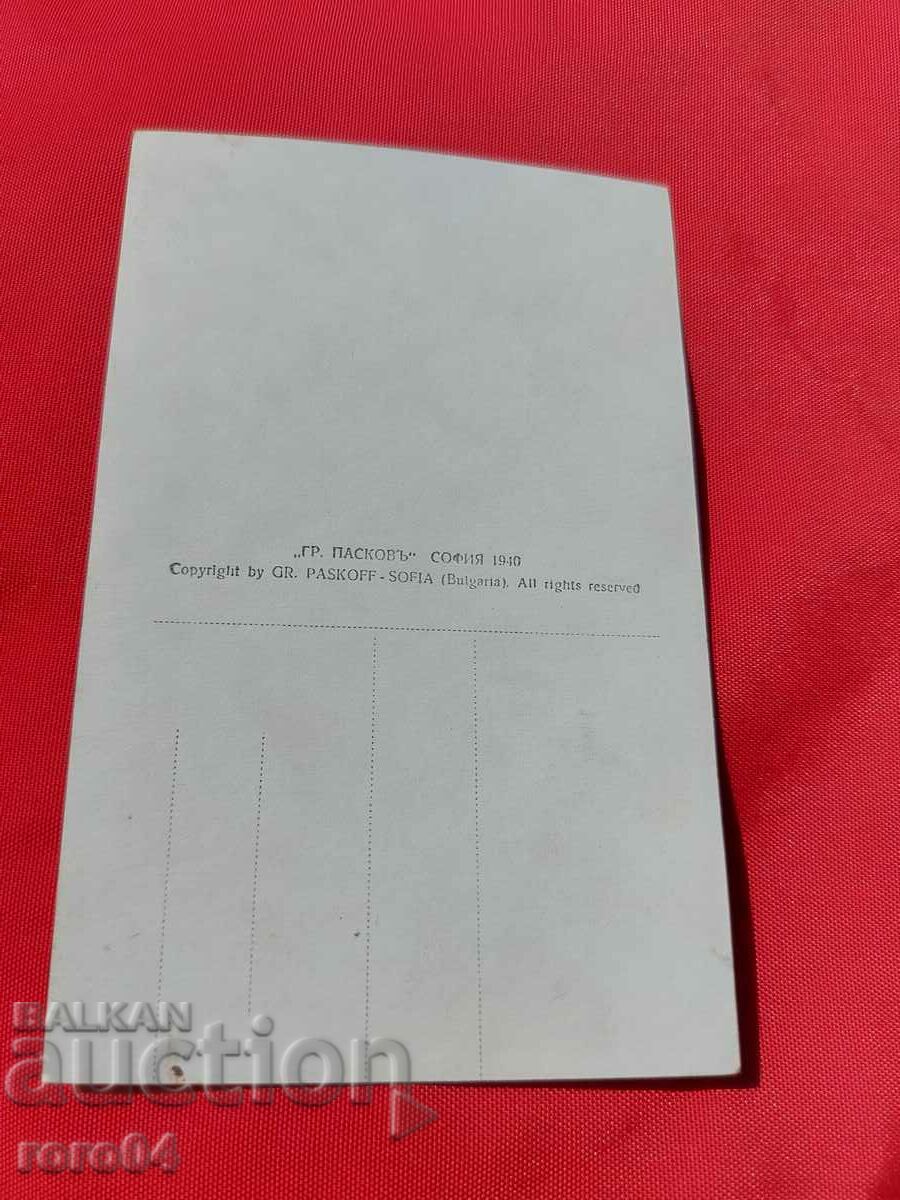 „ГР. ПАСКОВЪ“ СОФИЯ 1940
Copyright by GR. PASKOFF - SOFIA (Bulgaria). All rights reserved
BALKAN
auction
roro04